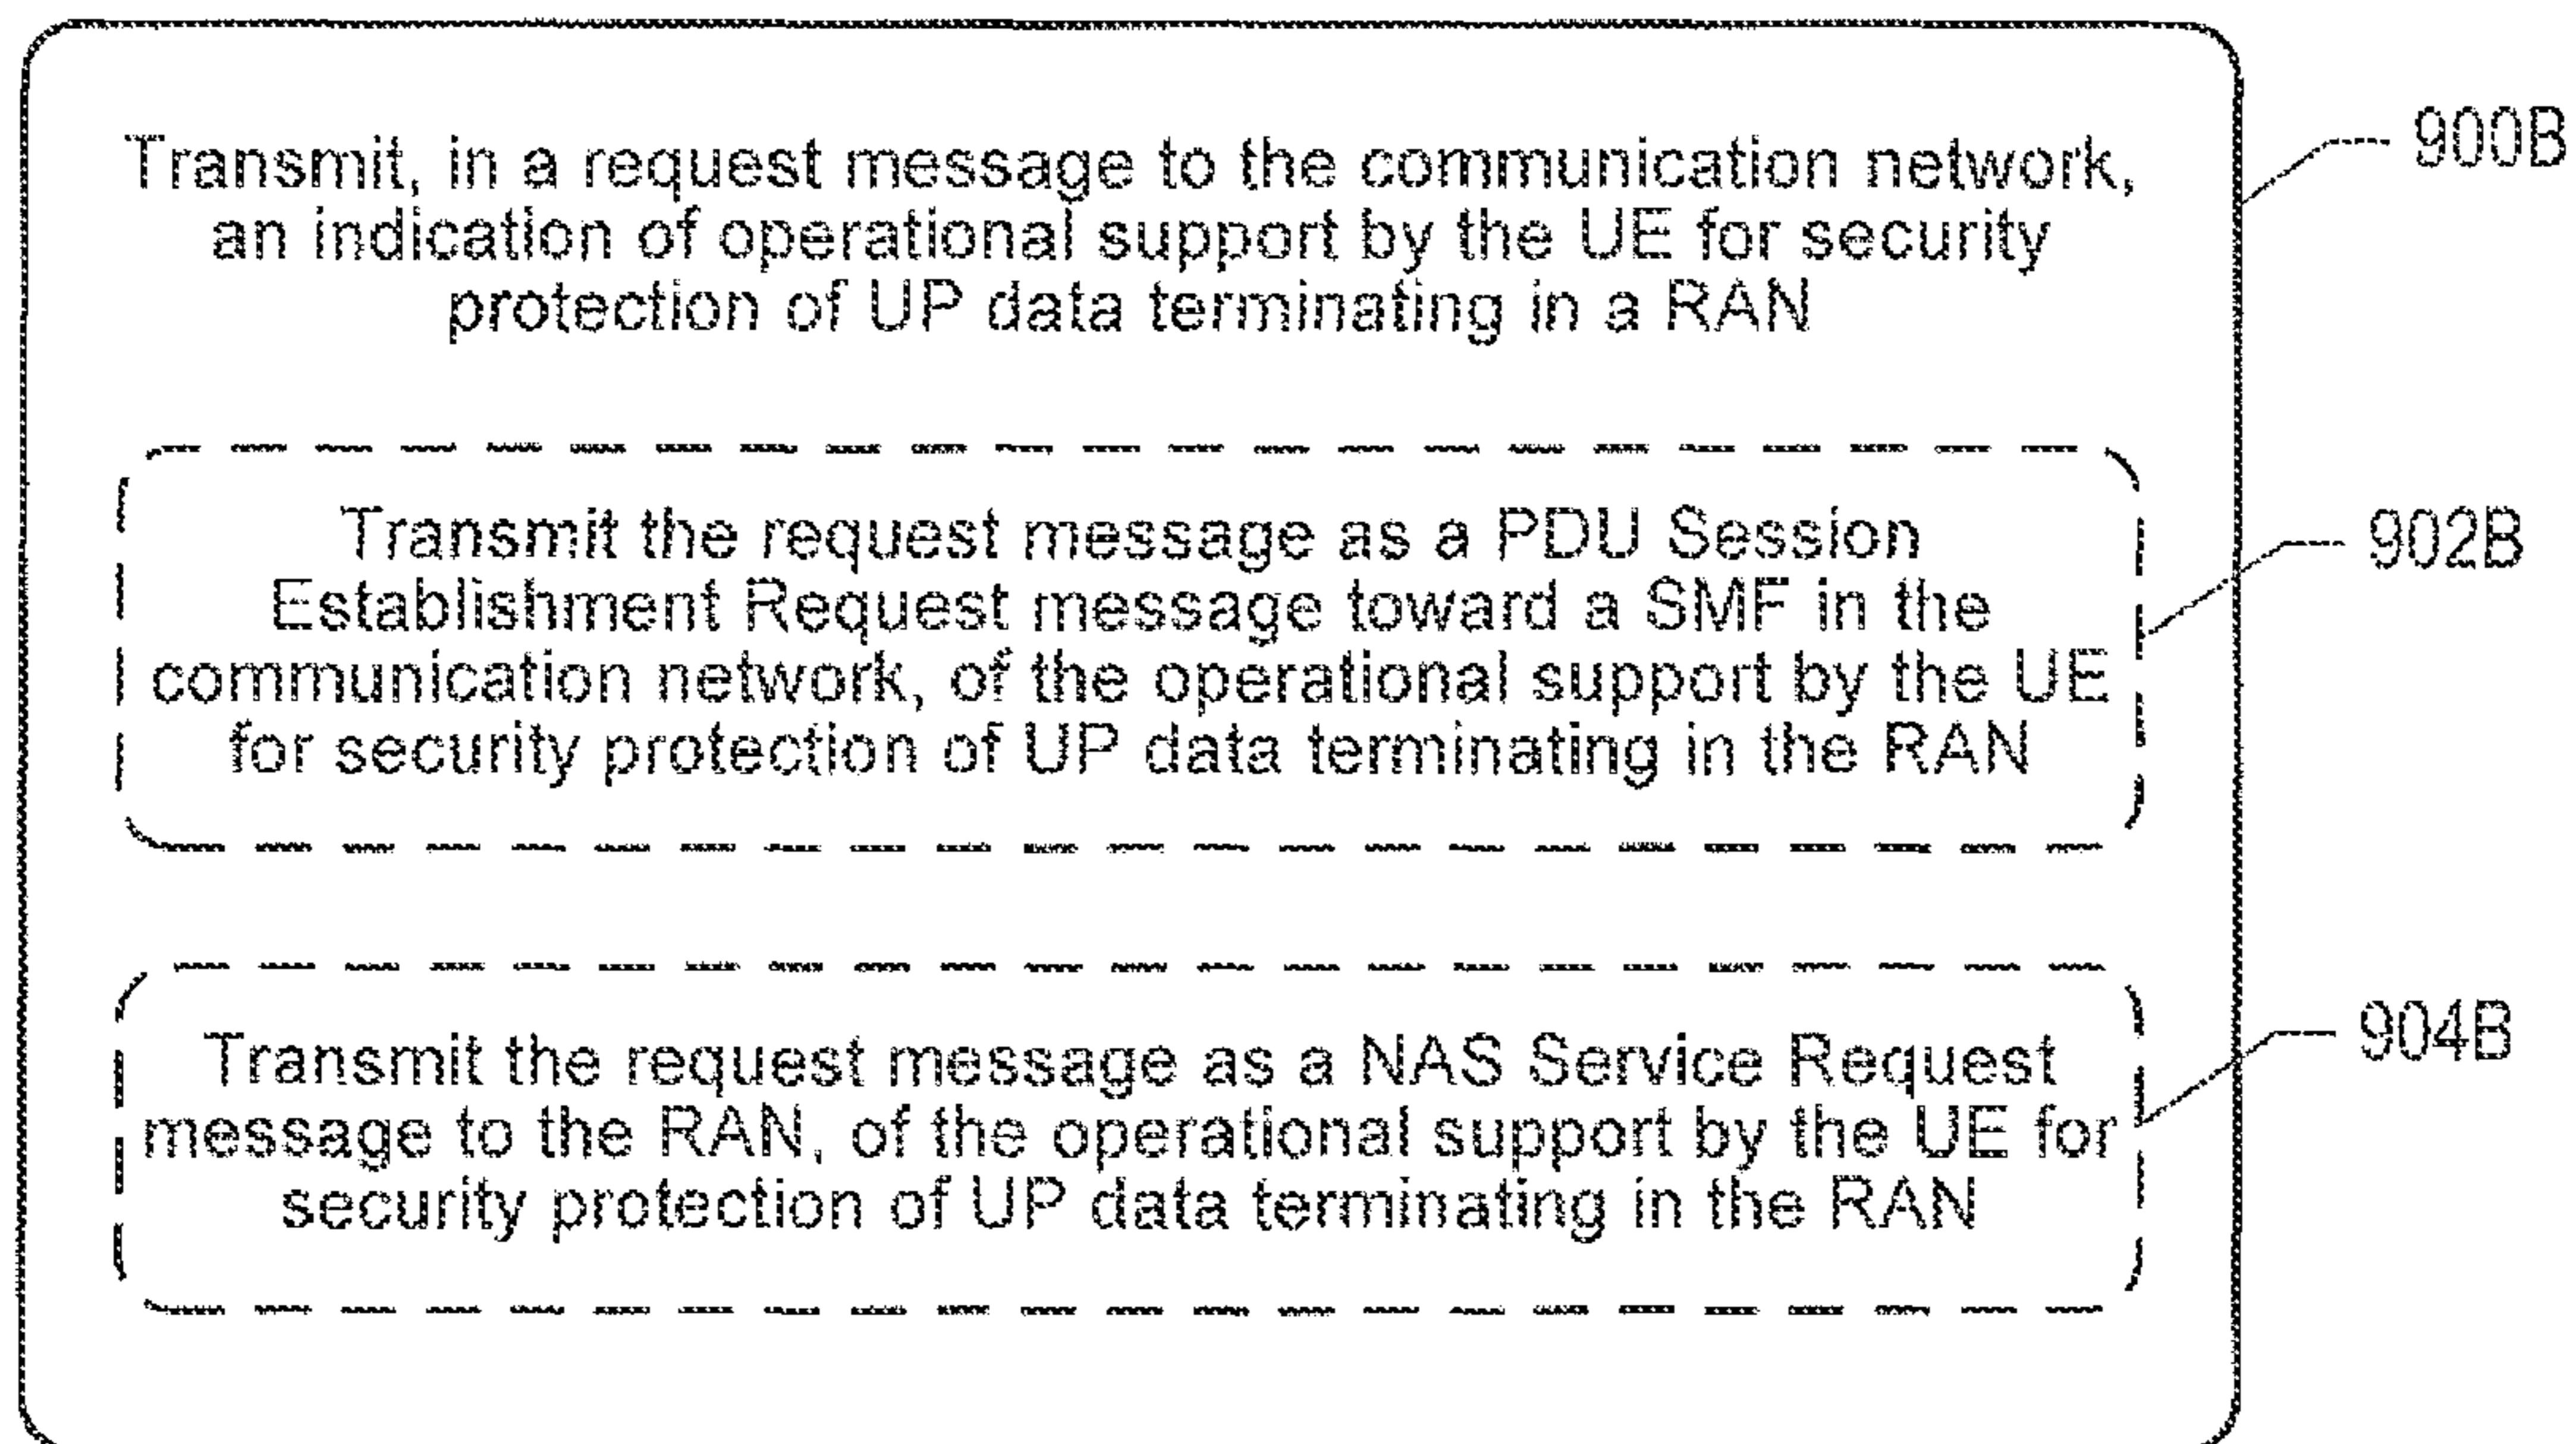 Transmit, in a request message to the communication network,
an indication of operational support by the UE for security
protection of UP data terminating in a RAN
900B
Transmit the request message as a PDU Session
Establishment Request message toward a SMF in the
communication network, of the operational support by the UE
for security protection of UP data terminating in the RAN
902B
Transmit the request message as a NAS Service Request
message to the RAN, of the operational support by the UE for
security protection of UP data terminating in the RAN
904B